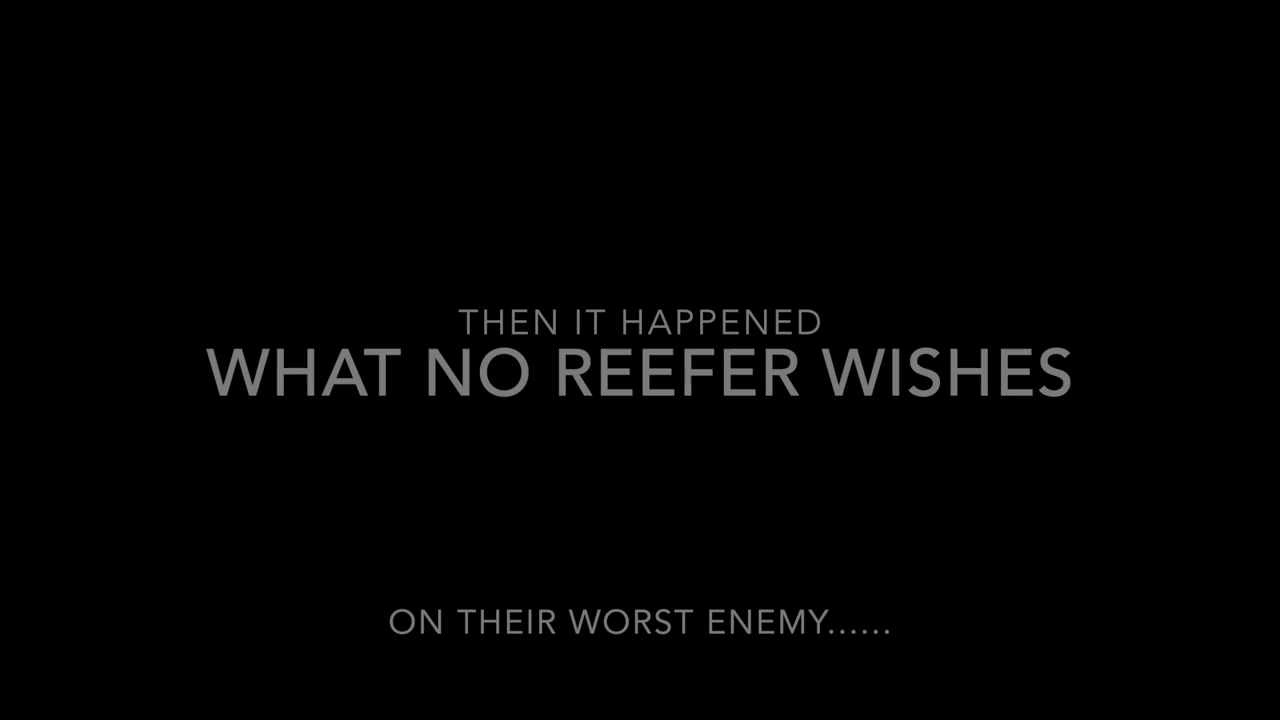 THEN IT HAPPENED
WHAT NO REEFER WISHES
ON THEIR WORST ENEMY......